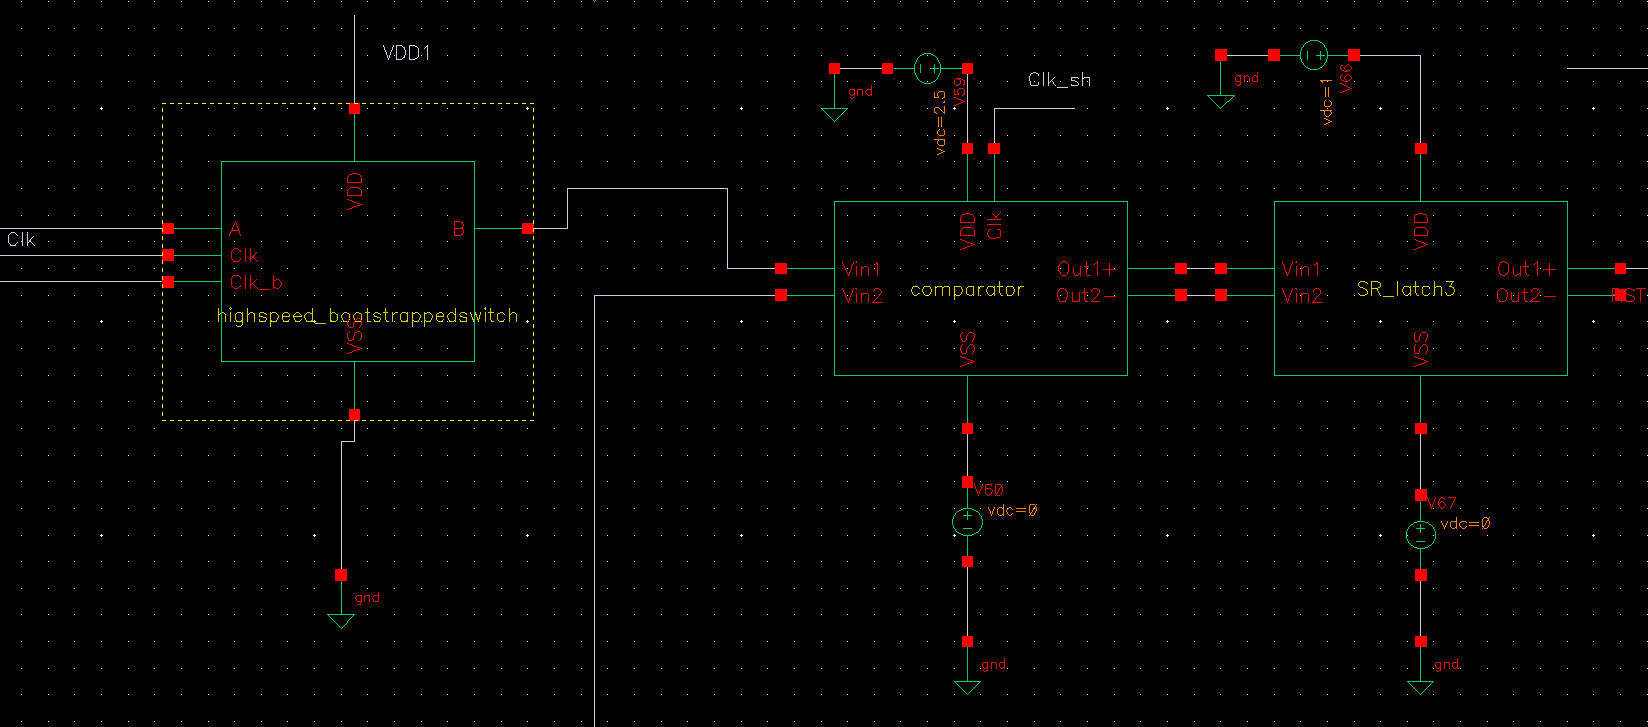 VDD1
Clk
VDD
A
B
Clk
Clk_b
highspeed_bootstrappedswitch
VSS
gnd
gnd
V59
vdc=2.5
Clk_sh
VDD
Clk
Vin1
Vin2
comparator
Out1+
Out2-
VSS
V60
vdc=0
gnd
gnd
V66
vdc=1
VDD
Vin1
Vin2
SR_latch3
Out1+
Out2-
VSS
V67
vdc=0
gnd